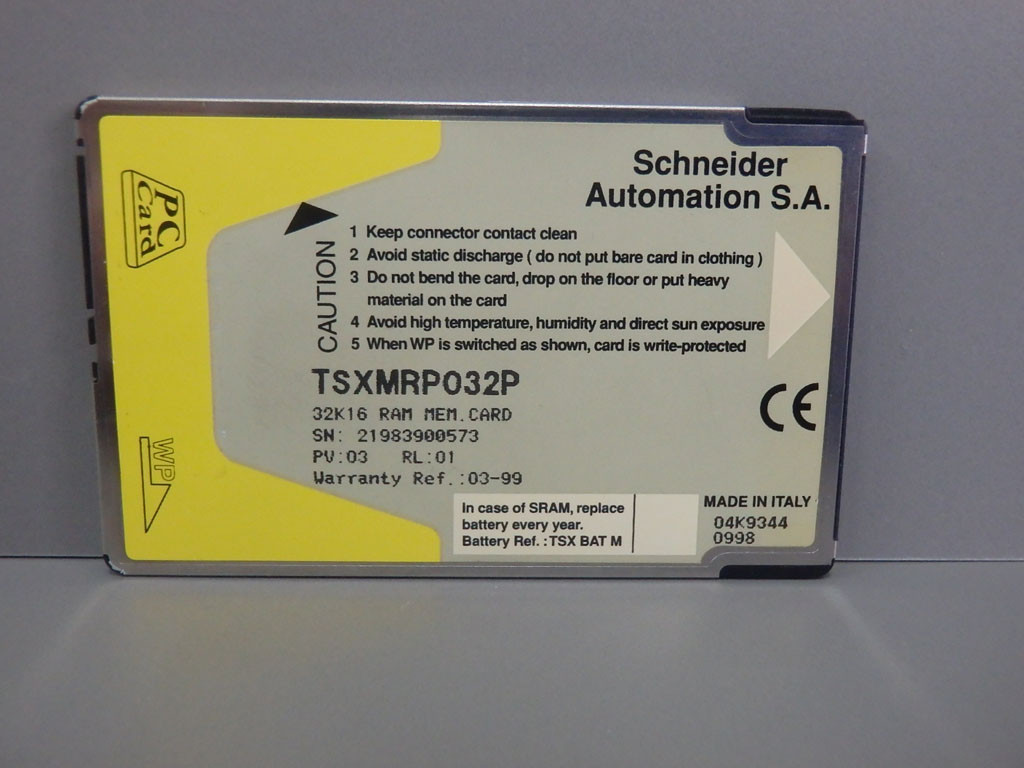 Schneider
Automation S.A.
PC
Card
CAUTION
1 Keep connector contact clean
2 Avoid static discharge ( do not put bare card in clothing )
3 Do not bend the card, drop on the floor or put heavy
material on the card
4 Avoid high temperature, humidity and direct sun exposure
5 When WP is switched as shown, card is write-protected
TSXMRP032P
32K16 RAM MEM.CARD
SN: 21983900573
PV:03 RL:01
Warranty Ref.:03-99
WP
In case of SRAM, replace
battery every year.
Battery Ref. : TSX BAT M
CE
MADE IN ITALY
04K9344
0998